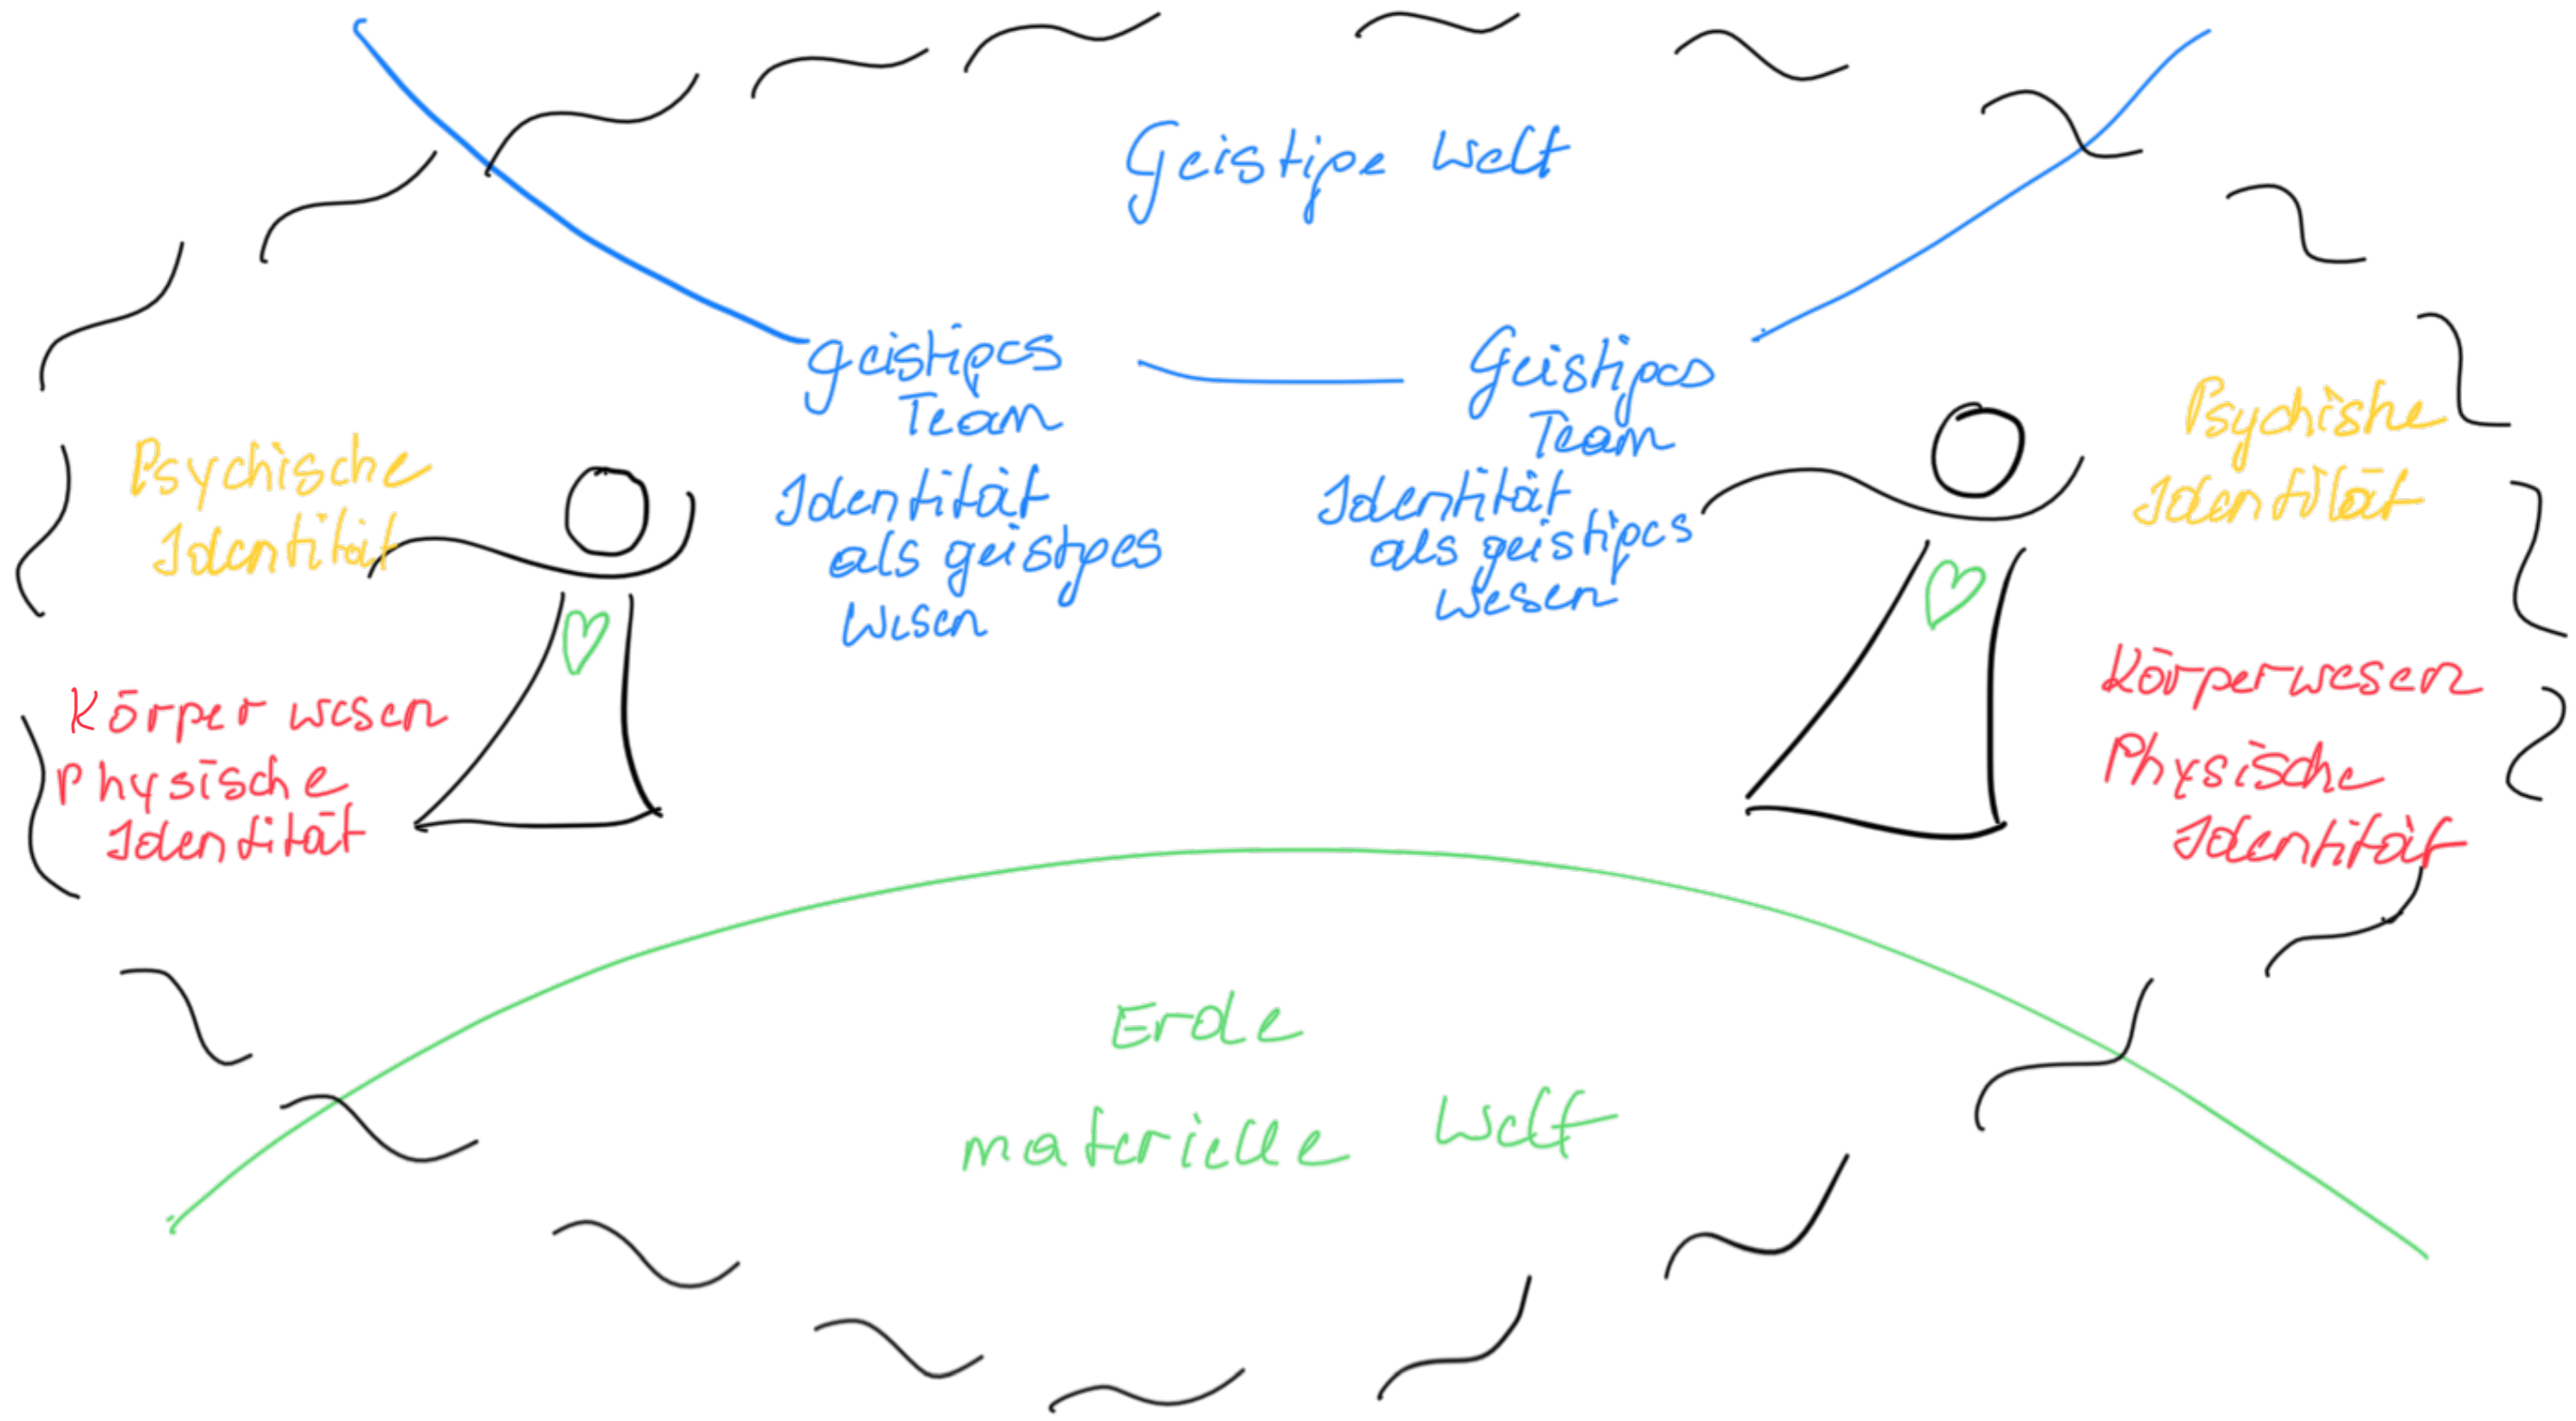 Geistige Welt
geistiges
Team
Identität
als geistiges
Wesen
Geistiges
Team
Identität
als geistiges
Wesen
Psychische
Identität
Körperwesen
Physische
Identität
Psychishe
Identität
Körperwesen
Physische
Identität
Erde
materielle Welt